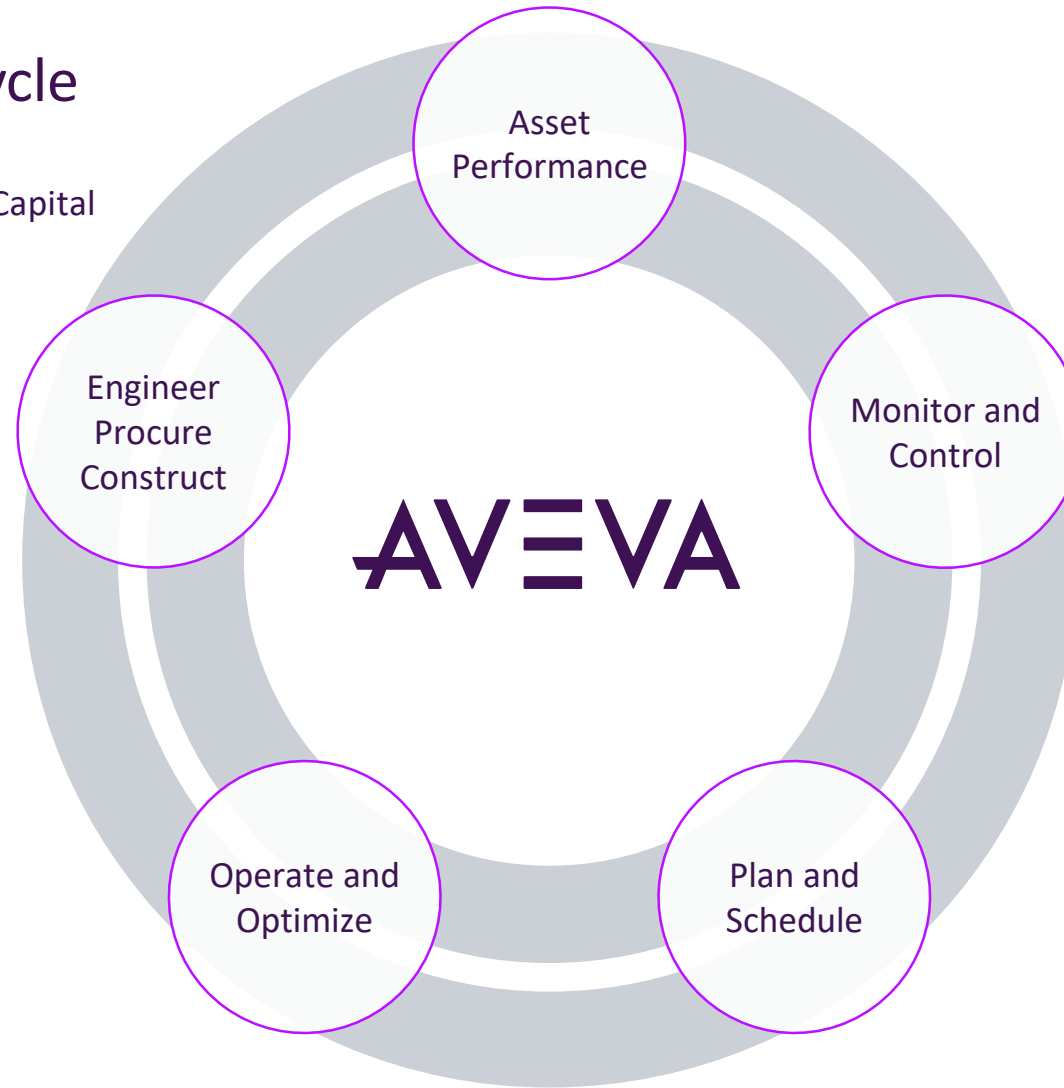 ycle
Capital
Asset
Performance
Engineer
Procure
Construct
Monitor and
Control
AVEVA
Operate and
Optimize
Plan and
Schedule